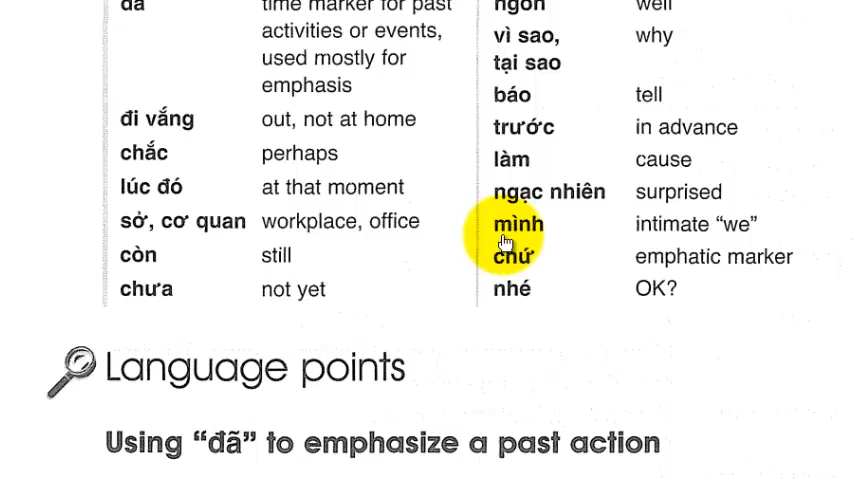 đã time marker for past
activities or events,
used mostly for
emphasis
đi vắng out, not at home
chắc perhaps
lúc đó at that moment
sở, cơ quan workplace, office
còn still
chưa not yet
ngon well
vì sao, why
tại sao
báo tell
trước in advance
làm cause
ngạc nhiên surprised
mình intimate “we”
chứ emphatic marker
nhé OK?
Language points
Using “đã” to emphasize a past action